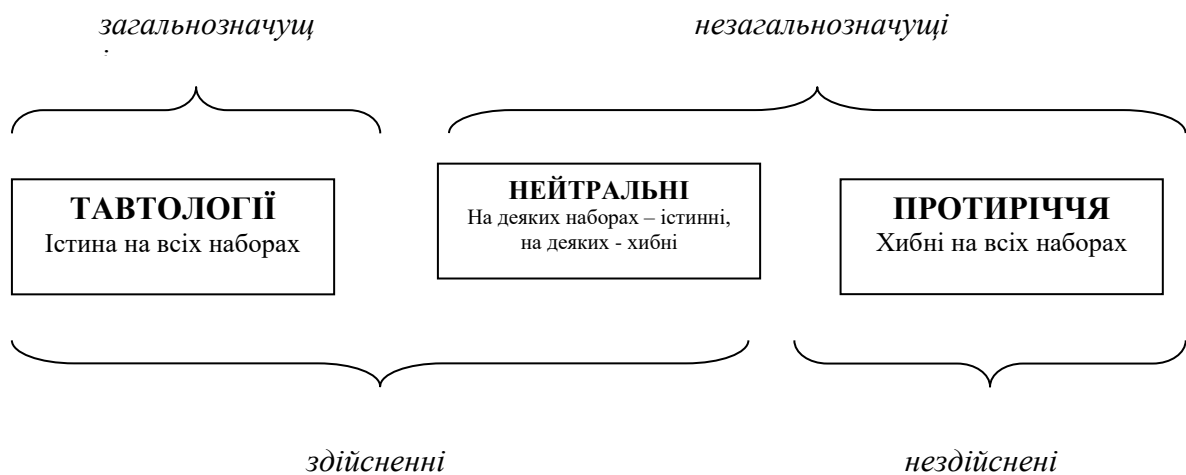 загальнозначущ
незагальнозначущі
ТАВТОЛОГІЇ
Істина на всіх наборах
НЕЙТРАЛЬНІ
На деяких наборах – істинні,
на деяких - хибні
ПРОТИРІЧЧЯ
Хибні на всіх наборах
здійсненні
нездійснені